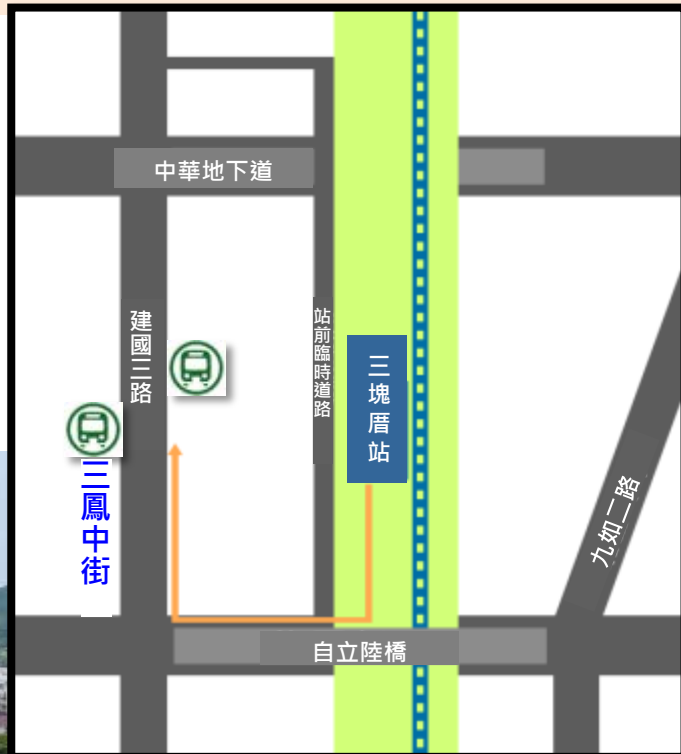 中華地下道
建國三路
站前臨時道路
三塊厝站
三鳳中街
九如二路
自立陸橋